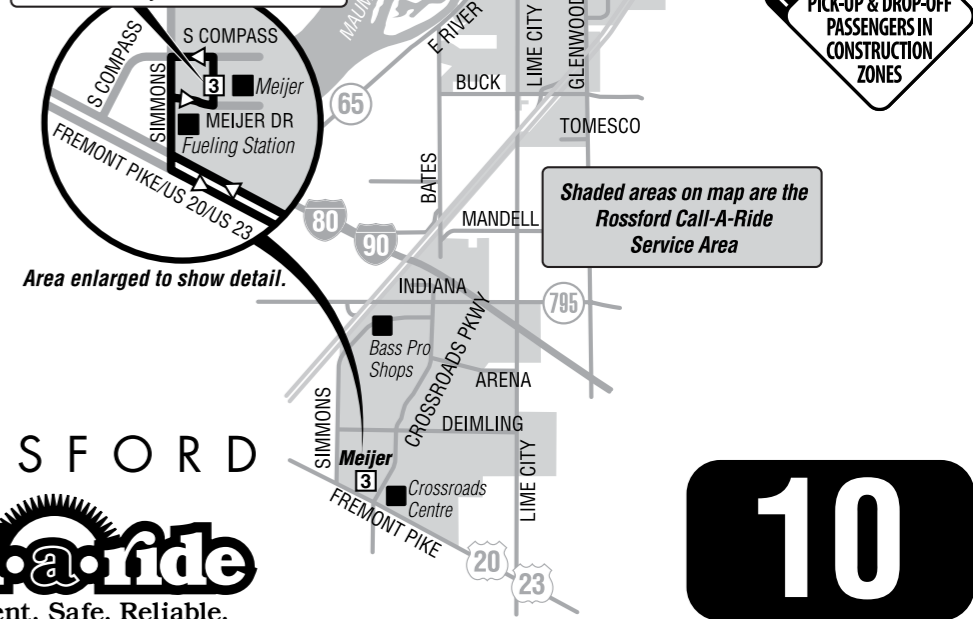 S COMPASS
S COMPASS
SIMMONS
3
Meijer
MEIJER DR
Fueling Station
FREMONT PIKE/US 20/US 23
Area enlarged to show detail.
E RIVER
65
LIME CITY
GLENWOOD
BUCK
TOMESCO
BATES
80
90
MANDELL
PICK-UP & DROP-OFF
PASSENGERS IN
CONSTRUCTION
ZONES
Shaded areas on map are the
Rossford Call-A-Ride
Service Area
INDIANA
795
Bass Pro
Shops
CROSSROADS PKWY
ARENA
DEIMLING
SIMMONS
Meijer
3
Crossroads
Centre
LIME CITY
FREMONT PIKE
20
23
SFORD
a•ride
Safe. Reliable.
10